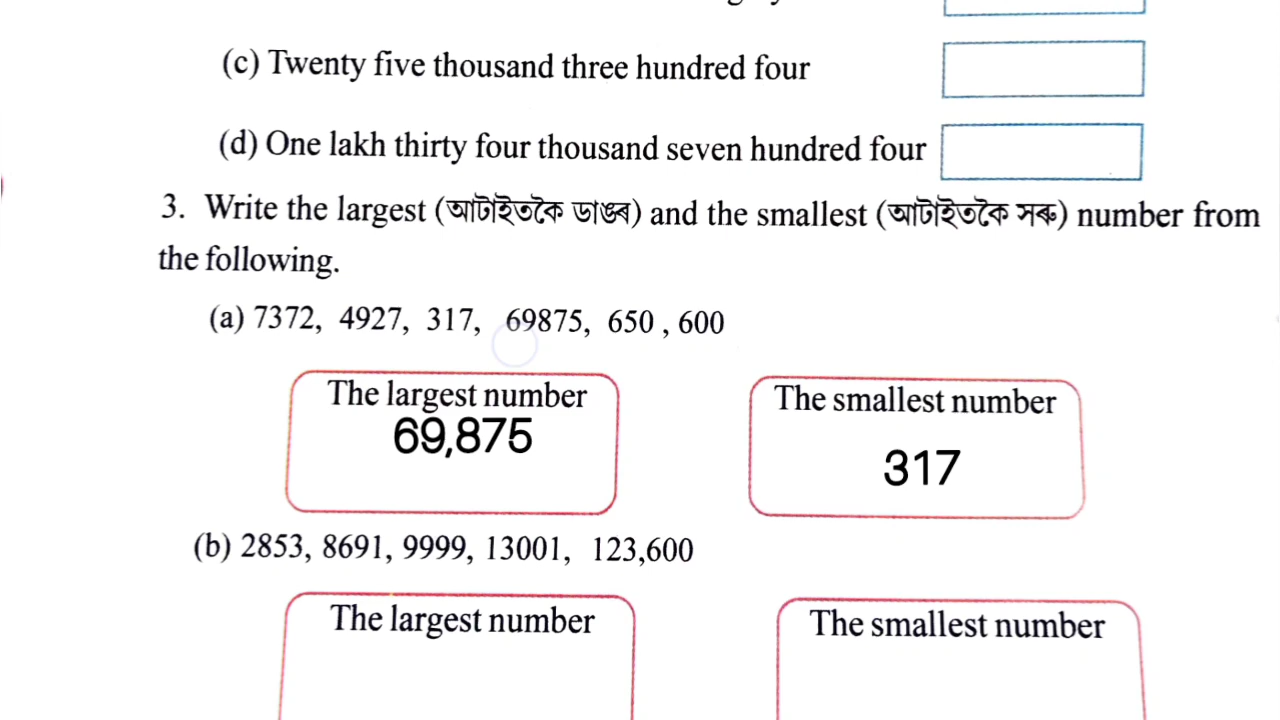 (c) Twenty five thousand three hundred four
(d) One lakh thirty four thousand seven hundred four
3. Write the largest (আটাইতকৈ ডাঙৰ) and the smallest (আটাইতকৈ সৰু) number from
the following.
(a) 7372, 4927, 317, 69875, 650 , 600
The largest number
69,875
The smallest number
317
(b) 2853, 8691, 9999, 13001, 123,600
The largest number
The smallest number